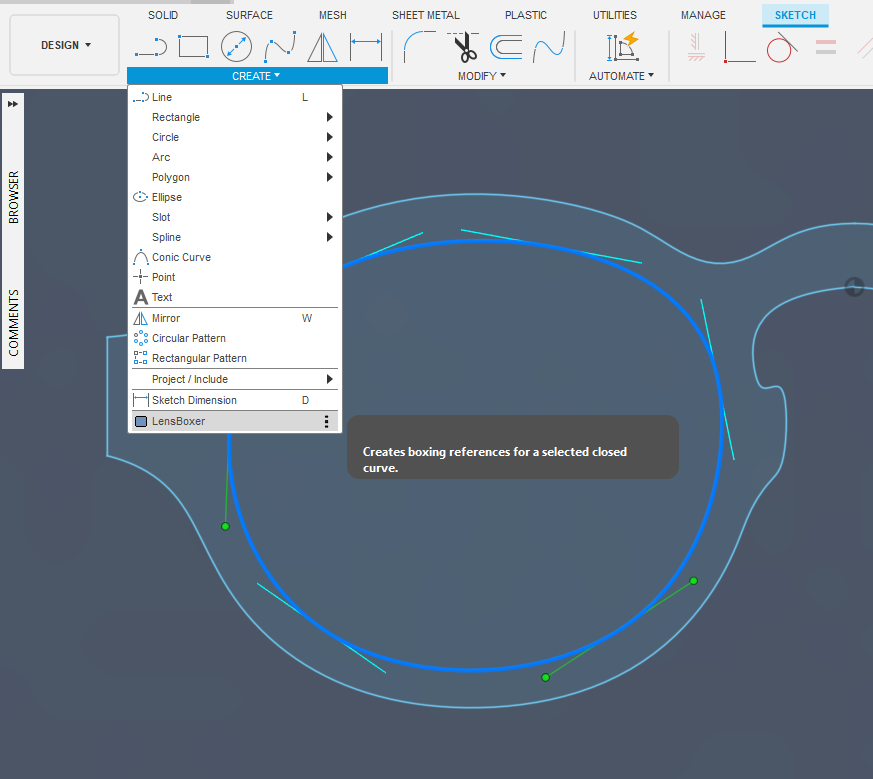 SOLID SURFACE MESH SHEET METAL PLASTIC UTILITIES MANAGE SKETCH
DESIGN
CREATE MODIFY AUTOMATE
BROWSER
COMMENTS
Line L
Rectangle
Circle
Arc
Polygon
Ellipse
Slot
Spline
Conic Curve
Point
Text
Mirror W
Circular Pattern
Rectangular Pattern
Project / Include
Sketch Dimension D
LensBoxer
Creates boxing references for a selected closed
curve.